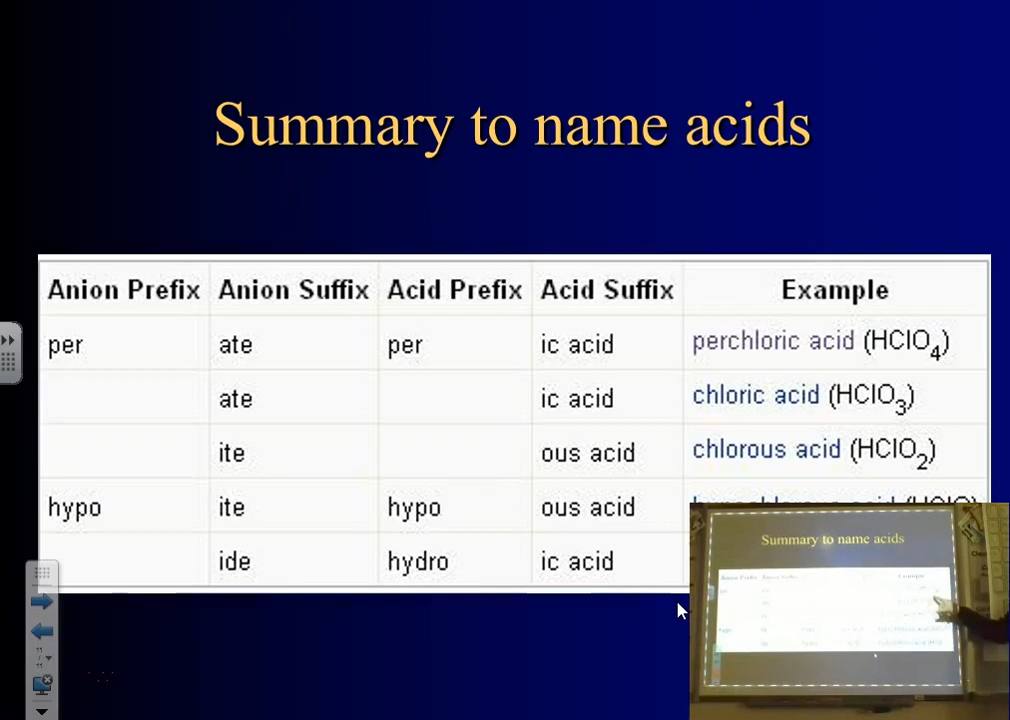 Summary to name acids
Anion Prefix Anion Suffix Acid Prefix Acid Suffix Example
per ate per ic acid perchloric acid (HClO4)
ate ic acid chloric acid (HClO3)
ite ous acid chlorous acid (HClO2)
hypo ite hypo ous acid
ide hydro ic acid
11
/
11
Summary to name acids